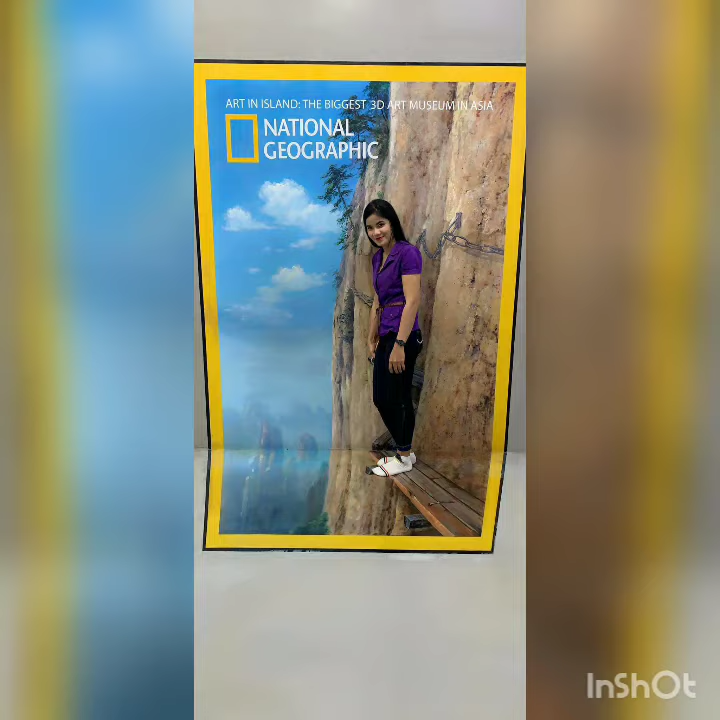 ART IN ISLAND: THE BIGGEST 3D ART MUSEUM IN ASIA
NATIONAL
GEOGRAPHIC
InShOt